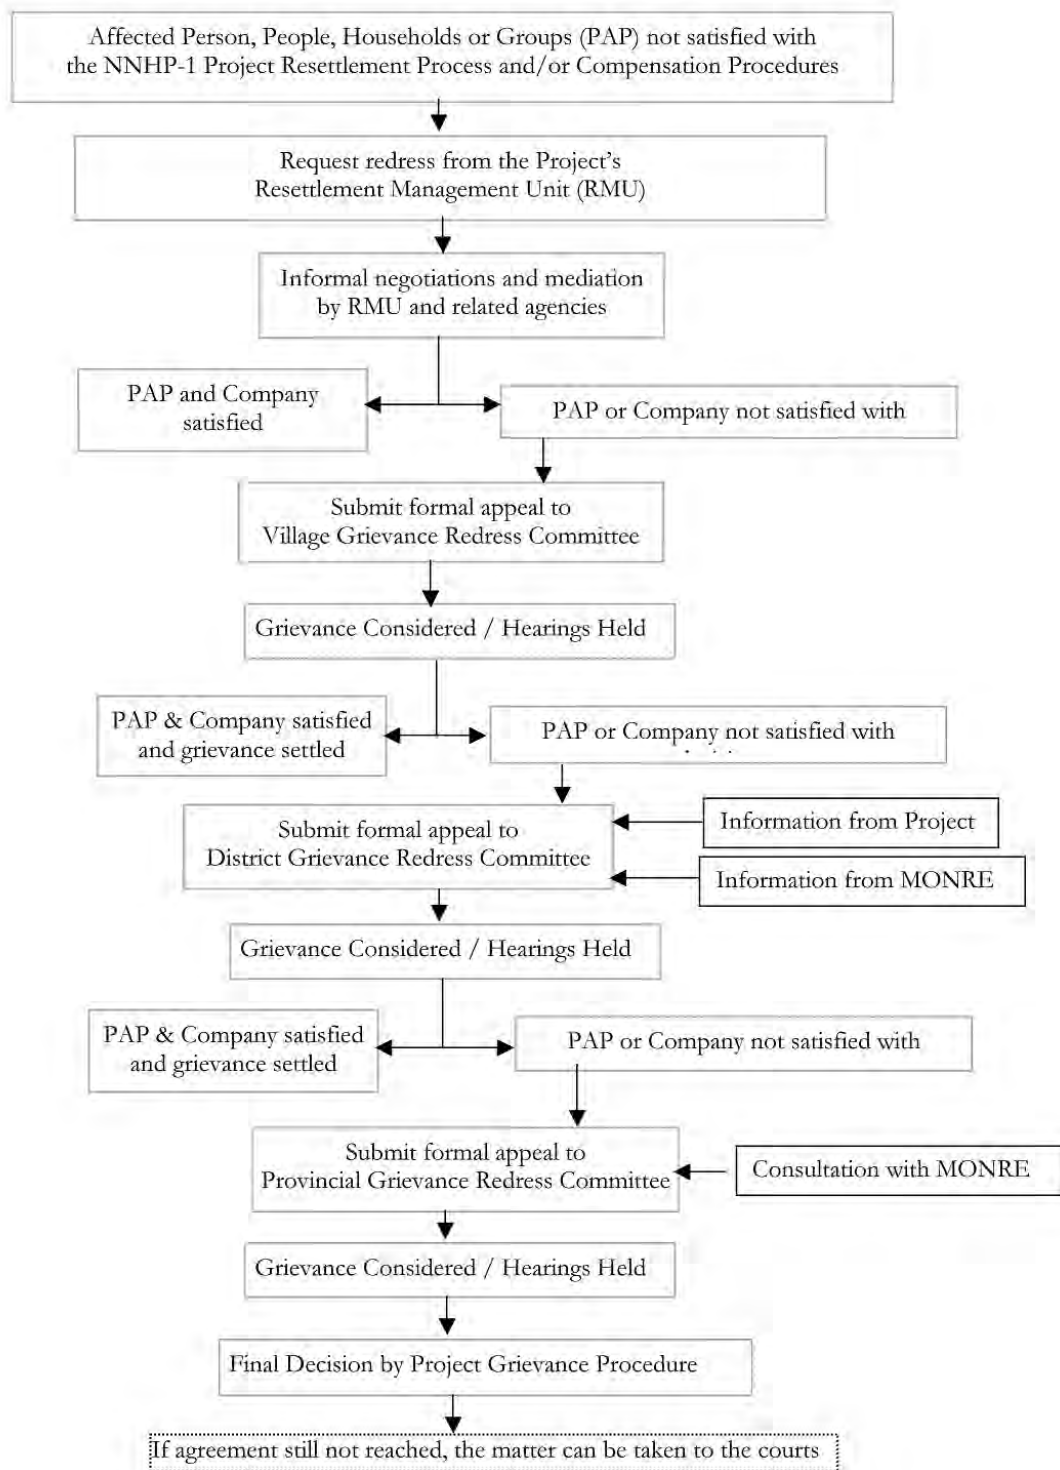 Affected Person, People, Households or Groups (PAP) not satisfied with
the NNHP-1 Project Resettlement Process and/or Compensation Procedures
Request redress from the Project's
Resettlement Management Unit (RMU)
Informal negotiations and mediation
by RMU and related agencies
PAP and Company
satisfied
PAP or Company not satisfied with
Submit formal appeal to
Village Grievance Redress Committee
Grievance Considered / Hearings Held
PAP & Company satisfied
and grievance settled
PAP or Company not satisfied with
Submit formal appeal to
District Grievance Redress Committee
Information from Project
Information from MONRE
Grievance Considered / Hearings Held
PAP & Company satisfied
and grievance settled
PAP or Company not satisfied with
Submit formal appeal to
Provincial Grievance Redress Committee
Consultation with MONRE
Grievance Considered / Hearings Held
Final Decision by Project Grievance Procedure
If agreement still not reached, the matter can be taken to the courts